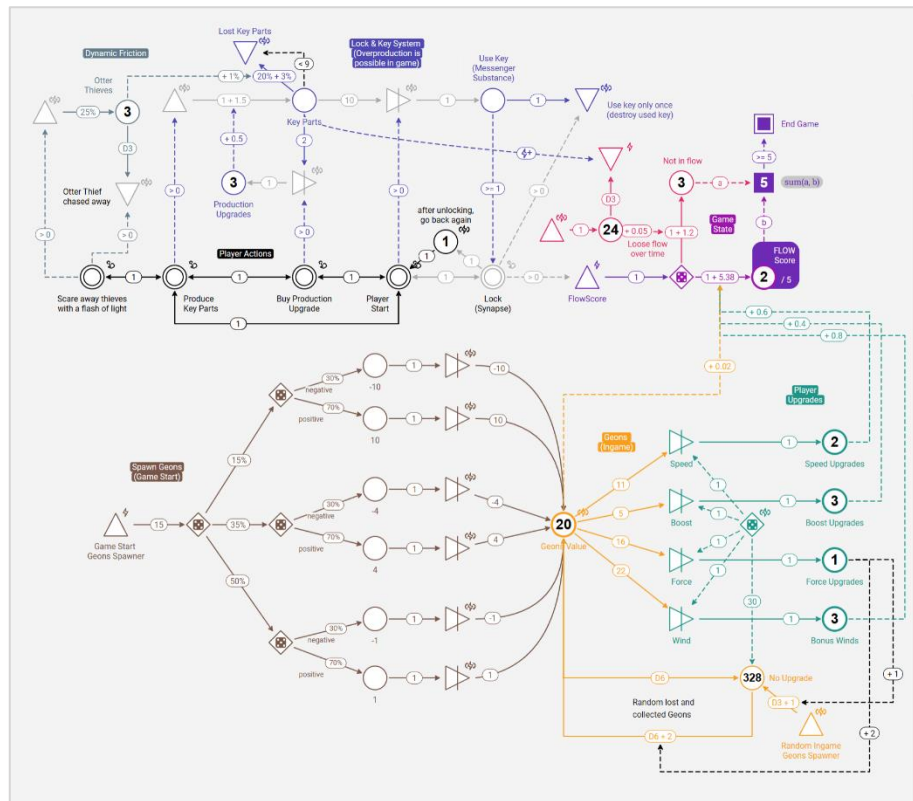 Lost Key Parts
Dynamic Friction
Lock & Key System
(Overproduction is
possible in game)
Use Key
(Messenger
Substance)
< 9
+ 1%
20% + 3%
Otter
Thieves
25%
3
1 + 1.5
10
1
1
Use key only once
(destroy used key)
Key Parts
End Game
D3
+ 0.5
2
+
Not in flow
>= 5
> 0
> 0
> 0
>= 1
> 0
3
a
5
sum(a, b)
Otter Thief
chased away
3
1
Production
Upgrades
D3
> 0
> 0
after unlocking,
go back again
1
24
+ 0.05
1 + 1.2
Loose flow
over time
Game
State
b
1
Player Actions
1
1
FLOW
Score
1
1
1
1
1
> 0
1
1 + 5.38
2
/ 5
Scare away thieves
with a flash of light
Produce
Key Parts
Buy Production
Upgrade
Player
Start
Lock
(Synapse)
FlowScore
1
+ 0.6
+ 0.4
+ 0.8
+ 0.02
30%
negative
-10
1
-10
Player
Upgrades
70%
positive
10
1
10
Geons
(Ingame)
Spawn Geons
(Game Start)
15%
Speed
1
2
Speed Upgrades
11
1
30%
negative
-4
1
-4
5
Boost
1
1
3
Boost Upgrades
15
35%
20
Geons Value
Game Start
Geons Spawner
70%
positive
4
1
4
16
Force
1
1
1
Force Upgrades
50%
22
1
30
30%
negative
-1
1
-1
Wind
1
3
Bonus Winds
70%
positive
1
1
1
D6
328
No Upgrade
+ 1
Random lost and
collected Geons
D3 + 1
D6 + 2
+ 2
Random Ingame
Geons Spawner